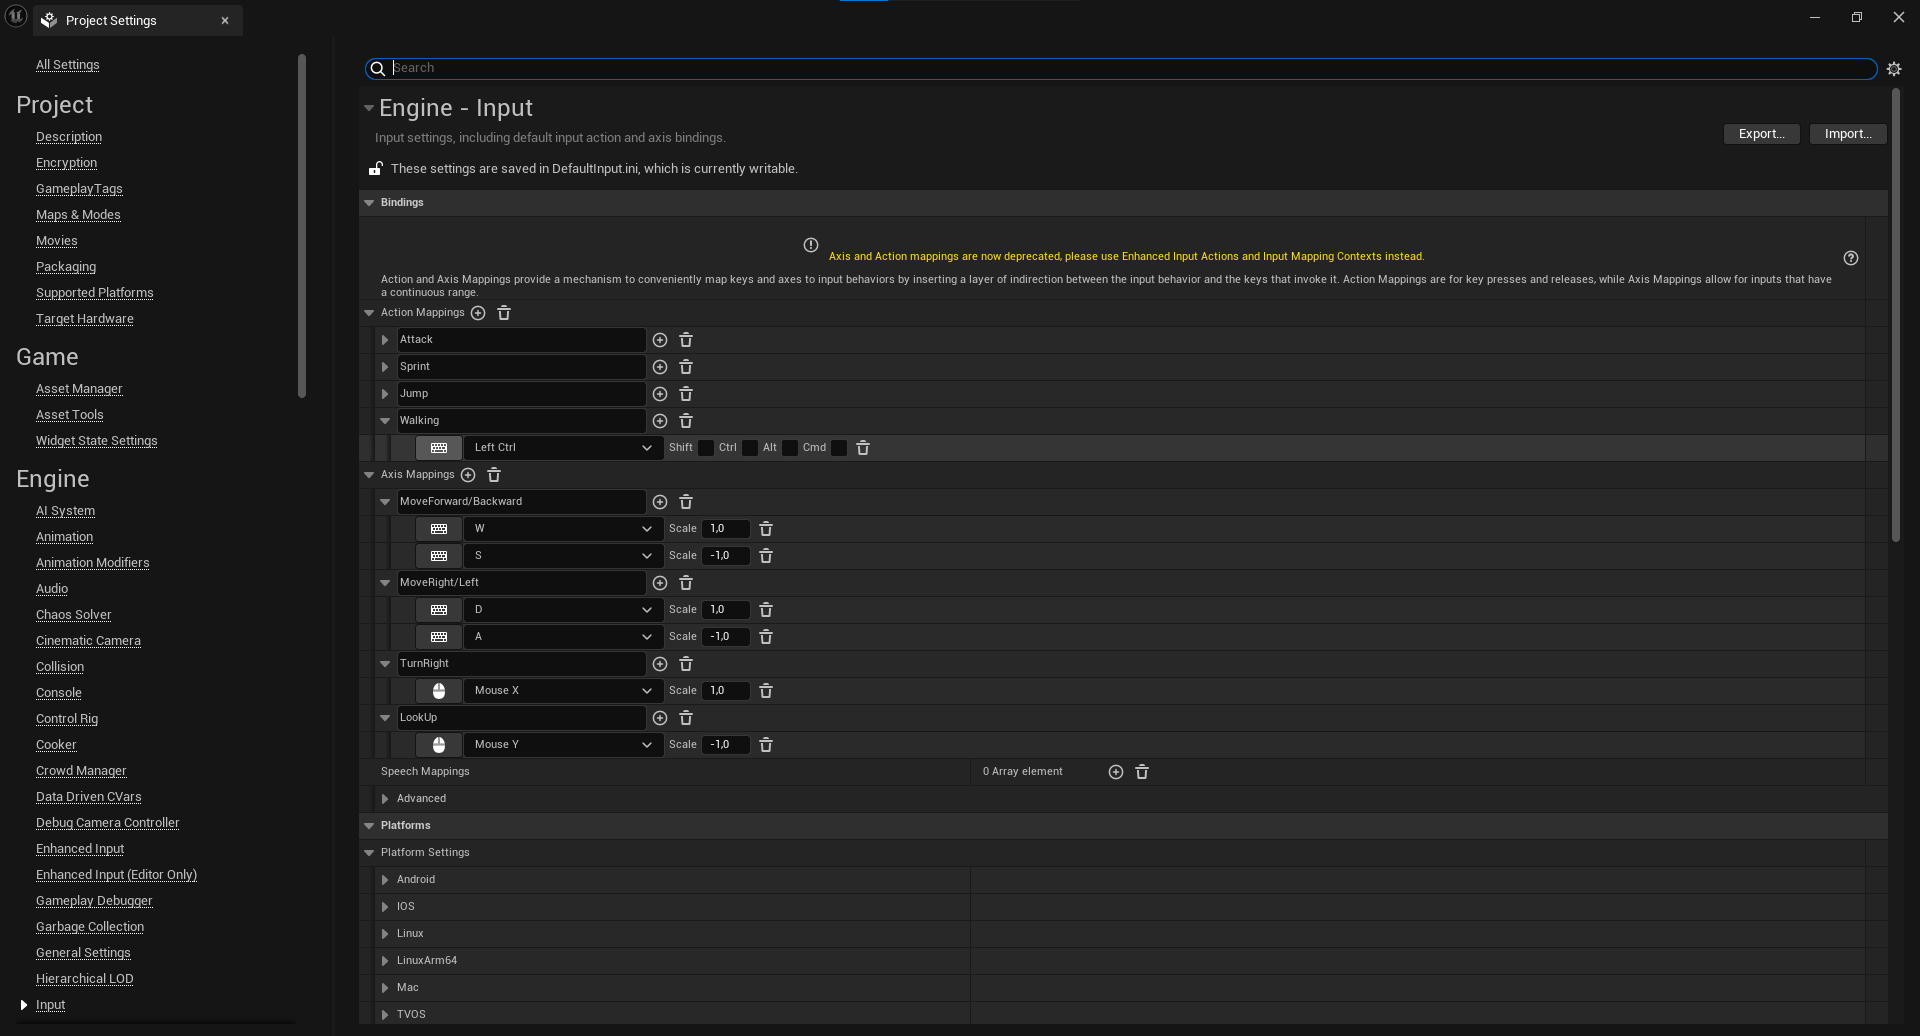 Project Settings
All Settings
Project
Description
Encryption
GameplayTags
Maps & Modes
Movies
Packaging
Supported Platforms
Target Hardware
Game
Asset Manager
Asset Tools
Widget State Settings
Engine
AI System
Animation
Animation Modifiers
Audio
Chaos Solver
Cinematic Camera
Collision
Console
Control Rig
Cooker
Crowd Manager
Data Driven CVars
Debug Camera Controller
Enhanced Input
Enhanced Input (Editor Only)
Gameplay Debugger
Garbage Collection
General Settings
Hierarchical LOD
Input
Search
Engine - Input
Input settings, including default input action and axis bindings.
Export...
Import...
These settings are saved in DefaultInput.ini, which is currently writable.
Bindings
Axis and Action mappings are now deprecated, please use Enhanced Input Actions and Input Mapping Contexts instead.
Action and Axis Mappings provide a mechanism to conveniently map keys and axes to input behaviors by inserting a layer of indirection between the input behavior and the keys that invoke it. Action Mappings are for key presses and releases, while Axis Mappings allow for inputs that have
a continuous range.
Action Mappings
Attack
Sprint
Jump
Walking
Left Ctrl Shift Ctrl Alt Cmd
Axis Mappings
MoveForward/Backward
W Scale 1,0
S Scale -1,0
MoveRight/Left
D Scale 1,0
A Scale -1,0
TurnRight
Mouse X Scale 1,0
LookUp
Mouse Y Scale -1,0
Speech Mappings 0 Array element
Advanced
Platforms
Platform Settings
Android
IOS
Linux
LinuxArm64
Mac
TVOS